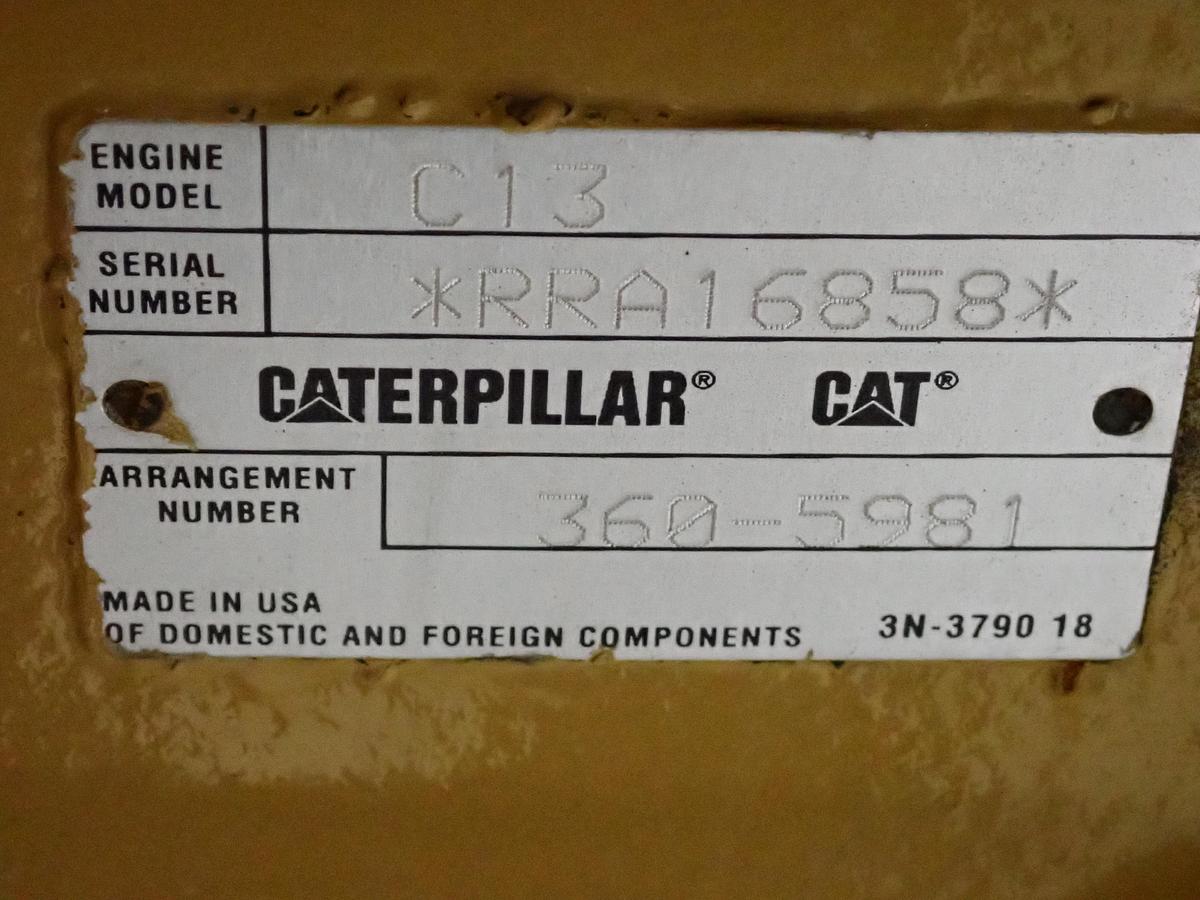 ENGINE
MODEL
C13
SERIAL
NUMBER
*RRA16858*
CATERPILLAR® CAT®
ARRANGEMENT
NUMBER
360-5981
MADE IN USA
OF DOMESTIC AND FOREIGN COMPONENTS
3N-3790 18